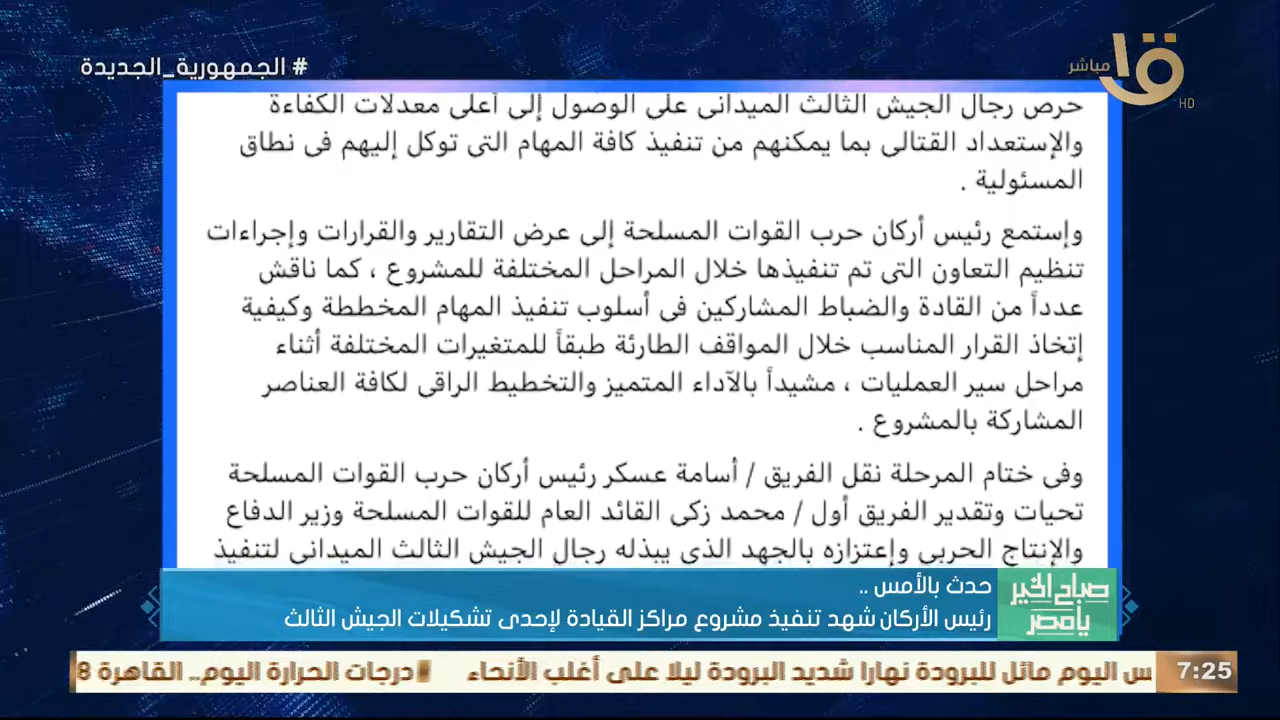 # الجمهورية_الجديدة
مباشر
HD
حرص رجال الجيش الثالث الميدانى على الوصول إلى أعلى معدلات الكفاءة
والإستعداد القتالى بما يمكنهم من تنفيذ كافة المهام التى توكل إليهم فى نطاق
المسئولية .
وإستمع رئيس أركان حرب القوات المسلحة إلى عرض التقارير والقرارات وإجراءات
تنظيم التعاون التى تم تنفيذها خلال المراحل المختلفة للمشروع ، كما ناقش
عدداً من القادة والضباط المشاركين فى أسلوب تنفيذ المهام المخططة وكيفية
إتخاذ القرار المناسب خلال المواقف الطارئة طبقاً للمتغيرات المختلفة أثناء
مراحل سير العمليات ، مشيداً بالآداء المتميز والتخطيط الراقى لكافة العناصر
المشاركة بالمشروع .
وفى ختام المرحلة نقل الفريق / أسامة عسكر رئيس أركان حرب القوات المسلحة
تحيات وتقدير الفريق أول / محمد زكى القائد العام للقوات المسلحة وزير الدفاع
والإنتاج الحربى وإعتزازه بالجهد الذى يبذله رجال الجيش الثالث الميدانى لتنفيذ
صباح الخير
يا مصر
حدث بالأمس ..
رئيس الأركان شهد تنفيذ مشروع مراكز القيادة لإحدى تشكيلات الجيش الثالث
7:25
س اليوم مائل للبرودة نهارا شديد البرودة ليلا على أغلب الأنحاء
#درجات الحرارة اليوم.. القاهرة 8